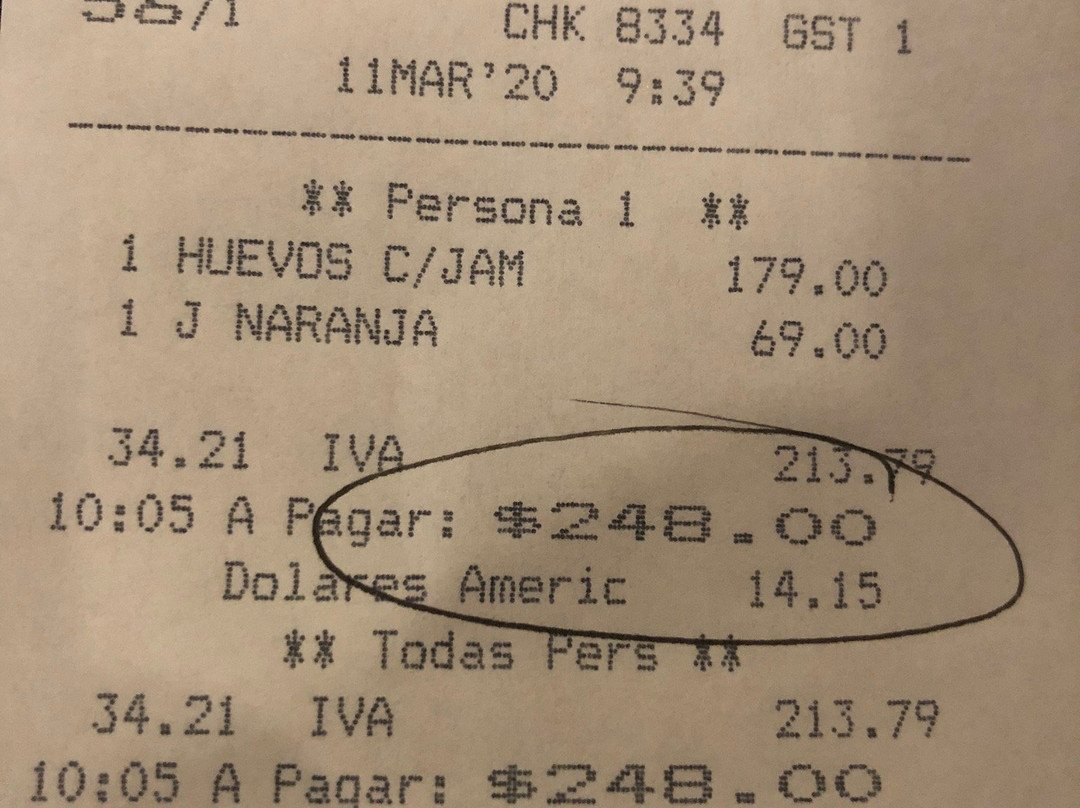 CHK 8334 GST 1
11MAR'20 9:39
** Persona 1 **
1 HUEVOS C/JAM 179.00
1 J NARANJA 69.00
34.21 IVA 213.79
10:05 A Pagar: $248.00
Dolares Americ 14.15
** Todas Pers **
34.21 IVA 213.79
10:05 A Pagar: $248.00